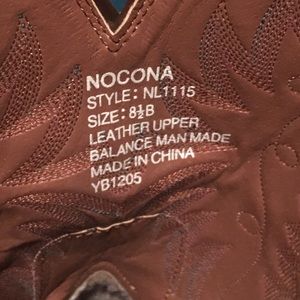 NOCONA
STYLE: NL1115
SIZE: 8½B
LEATHER UPPER
BALANCE MAN MADE
MADE IN CHINA
YB1205